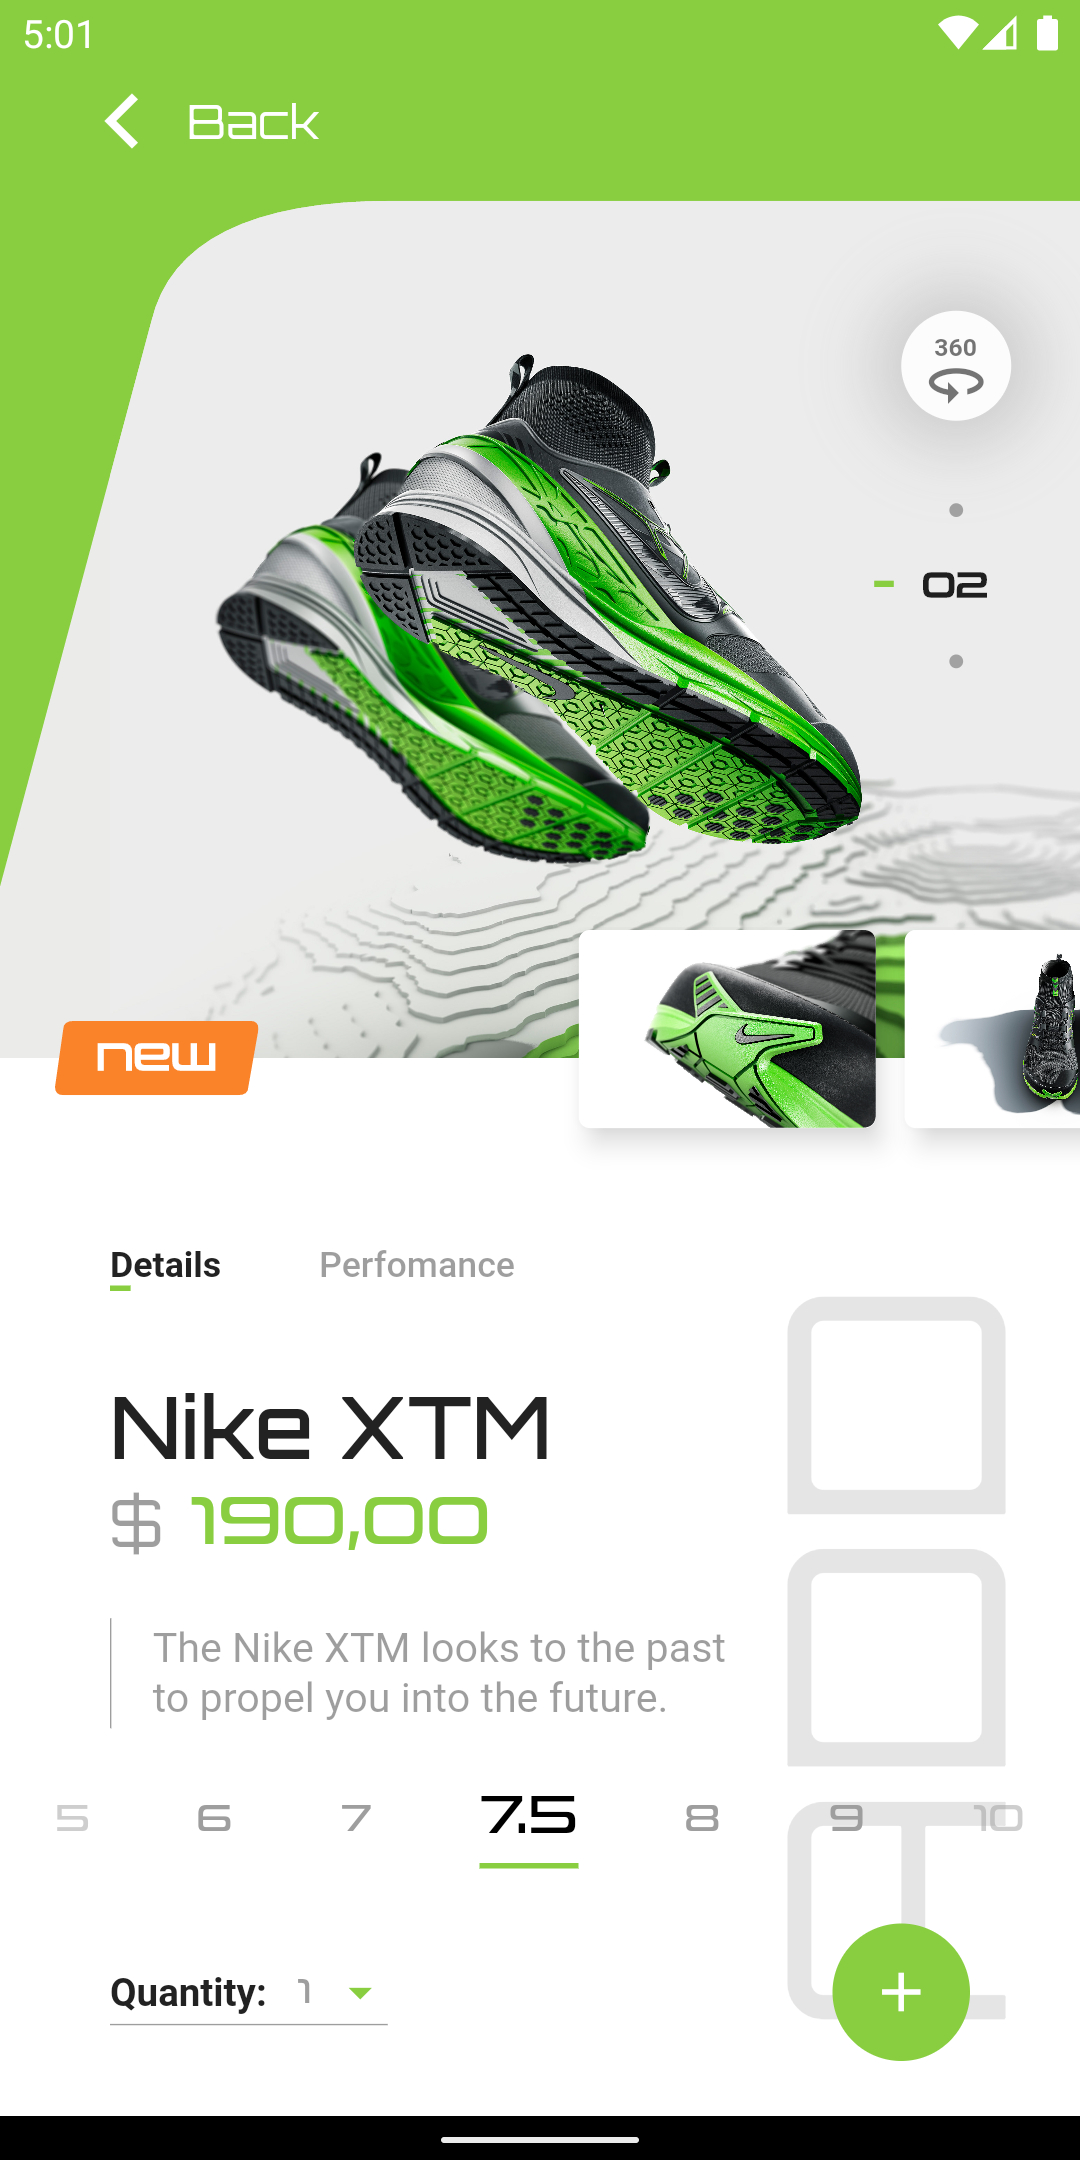 5:01
Back
360
02
new
Details
Perfomance
Nike XTM
$ 190,00
The Nike XTM looks to the past
to propel you into the future.
5 6 7 7.5 8 9 10
Quantity: 1
+